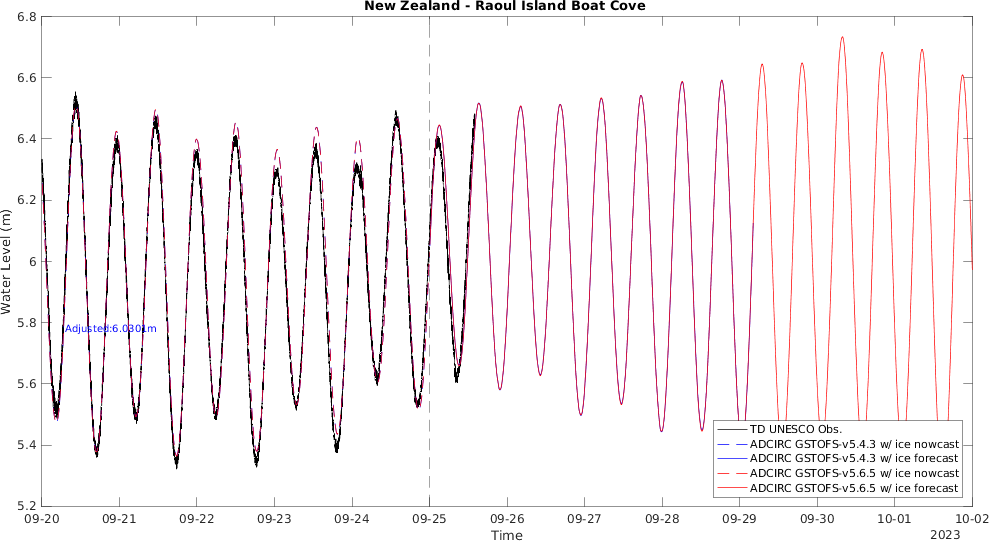 New Zealand - Raoul Island Boat Cove
Water Level (m)
6.8
6.6
6.4
6.2
6
5.8
5.6
5.4
5.2
Adjusted:6.0301m
TD UNESCO Obs.
ADCIRC GSTOFS-v5.4.3 w/ ice nowcast
ADCIRC GSTOFS-v5.4.3 w/ ice forecast
ADCIRC GSTOFS-v5.6.5 w/ ice nowcast
ADCIRC GSTOFS-v5.6.5 w/ ice forecast
09-20 09-21 09-22 09-23 09-24 09-25 09-26 09-27 09-28 09-29 09-30 10-01 10-02
Time
2023